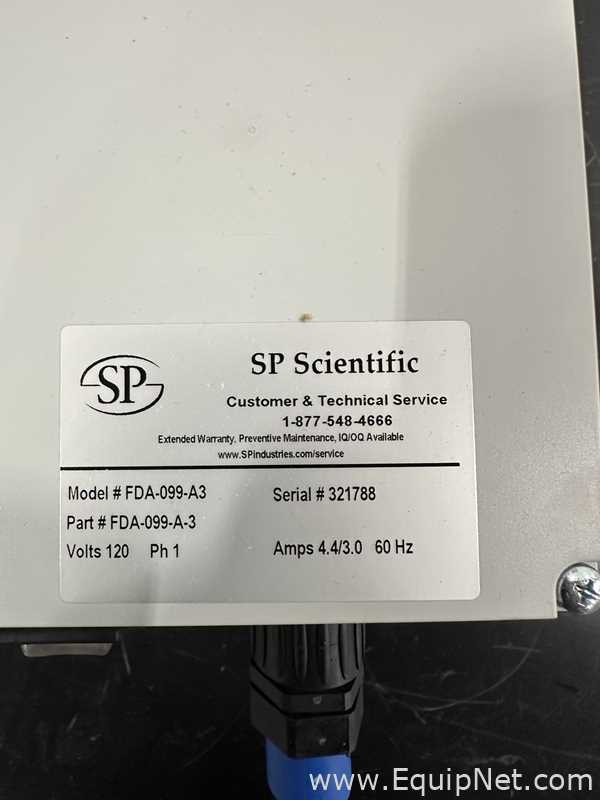 SP
SP Scientific
Customer & Technical Service
1-877-548-4666
Extended Warranty, Preventive Maintenance, IQ/OQ Available
www.SPindustries.com/service
Model # FDA-099-A3
Serial # 321788
Part # FDA-099-A-3
Volts 120 Ph 1
Amps 4.4/3.0 60 Hz
www.EquipNet.com